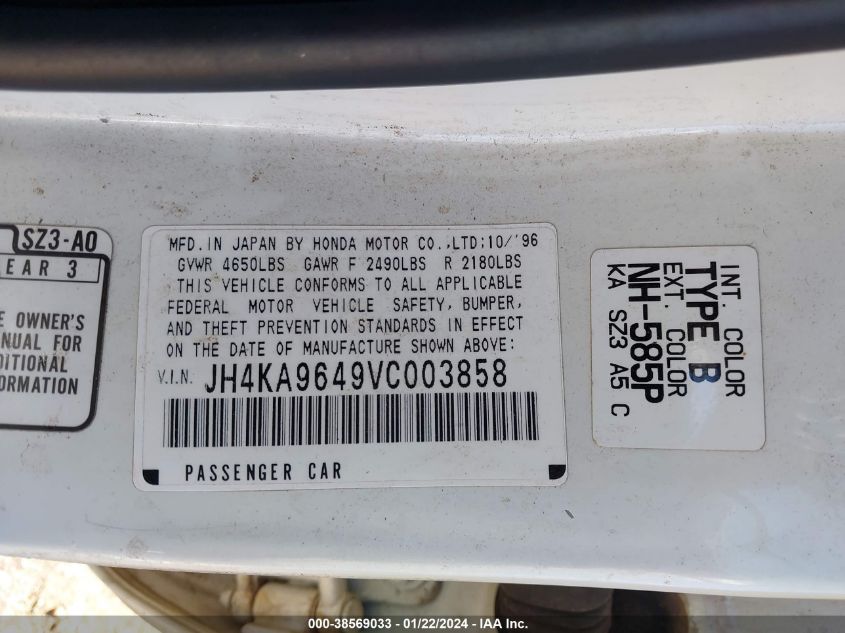 SZ3-A0
EAR 3
OWNER'S
FOR
MFD. IN JAPAN BY HONDA MOTOR CO.,LTD;10/'96
GVWR 4650LBS GAWR F 2490LBS R 2180LBS
THIS VEHICLE CONFORMS TO ALL APPLICABLE
FEDERAL MOTOR VEHICLE SAFETY, BUMPER,
AND THEFT PREVENTION STANDARDS IN EFFECT
ON THE DATE OF MANUFACTURE SHOWN ABOVE:
V.I.N. JH4KA9649VC003858
PASSENGER CAR
INT. COLOR
TYPE B
EXT. COLOR
NH-585P
KA SZ3 A5 C
000-38569033 - 01/22/2024 - IAA Inc.